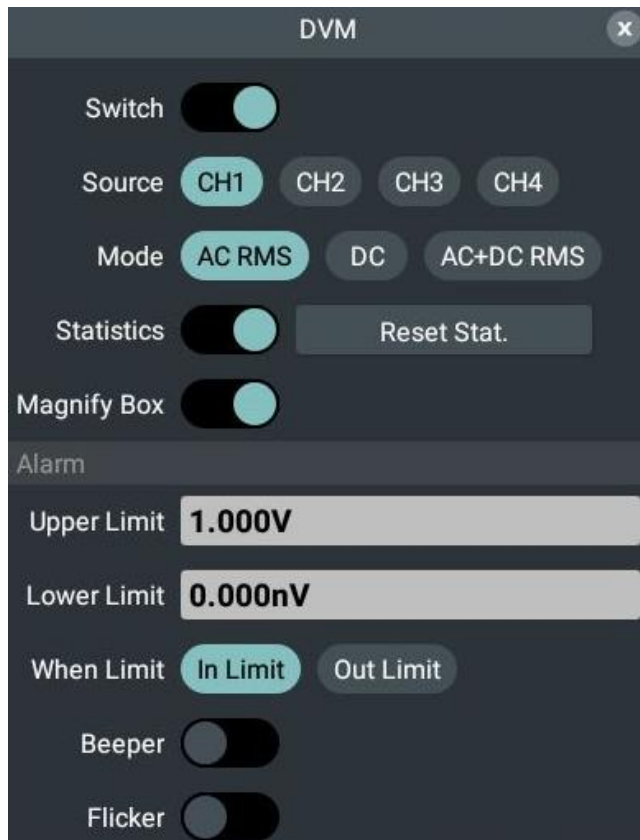 DVM
x
Switch
Source CH1 CH2 CH3 CH4
Mode AC RMS DC AC+DC RMS
Statistics Reset Stat.
Magnify Box
Alarm
Upper Limit 1.000V
Lower Limit 0.000nV
When Limit In Limit Out Limit
Beeper
Flicker